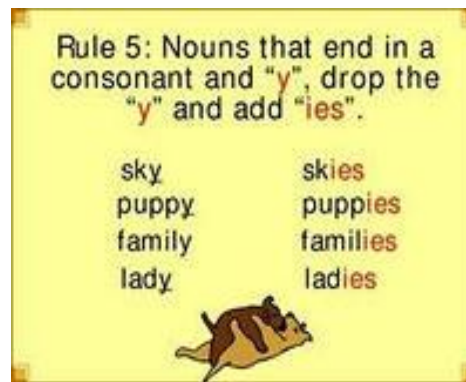 Rule 5: Nouns that end in a
consonant and “y”, drop the
“y” and add “ies”.
sky skies
puppy puppies
family families
lady ladies